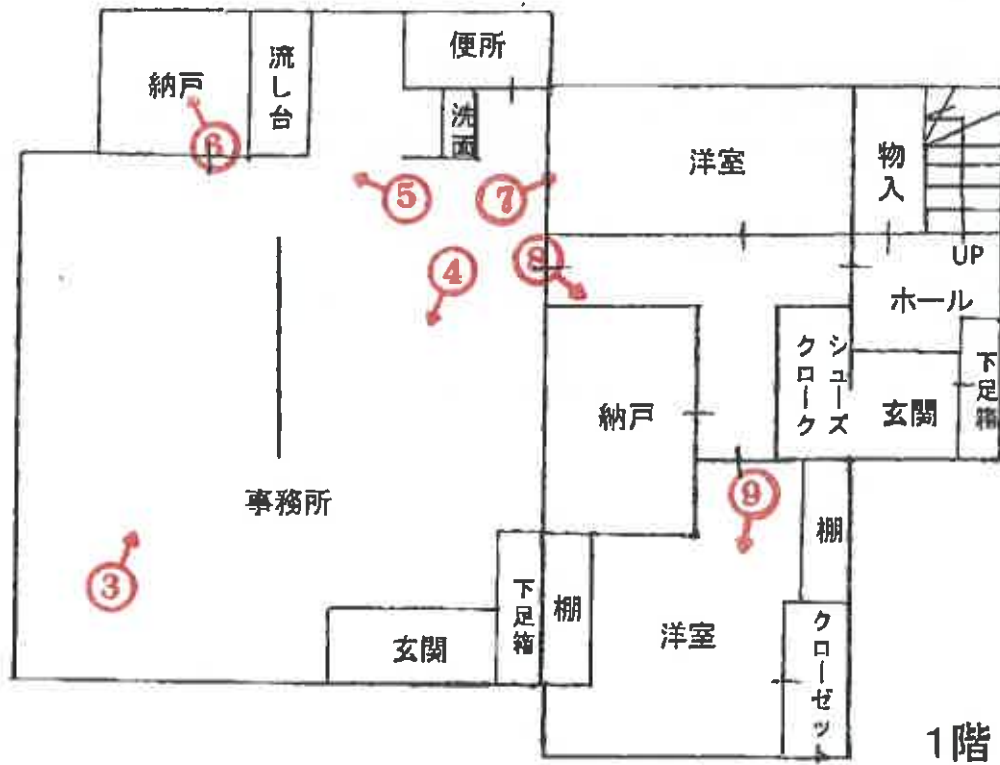 便所
納戸
流し台
洗面
⑥
洋室
物入
⑤
⑦
④
⑧
UP
ホール
シューズ
クローク
下足箱
納戸
玄関
⑨
事務所
棚
③
下足箱
棚
玄関
洋室
クローゼット
1階